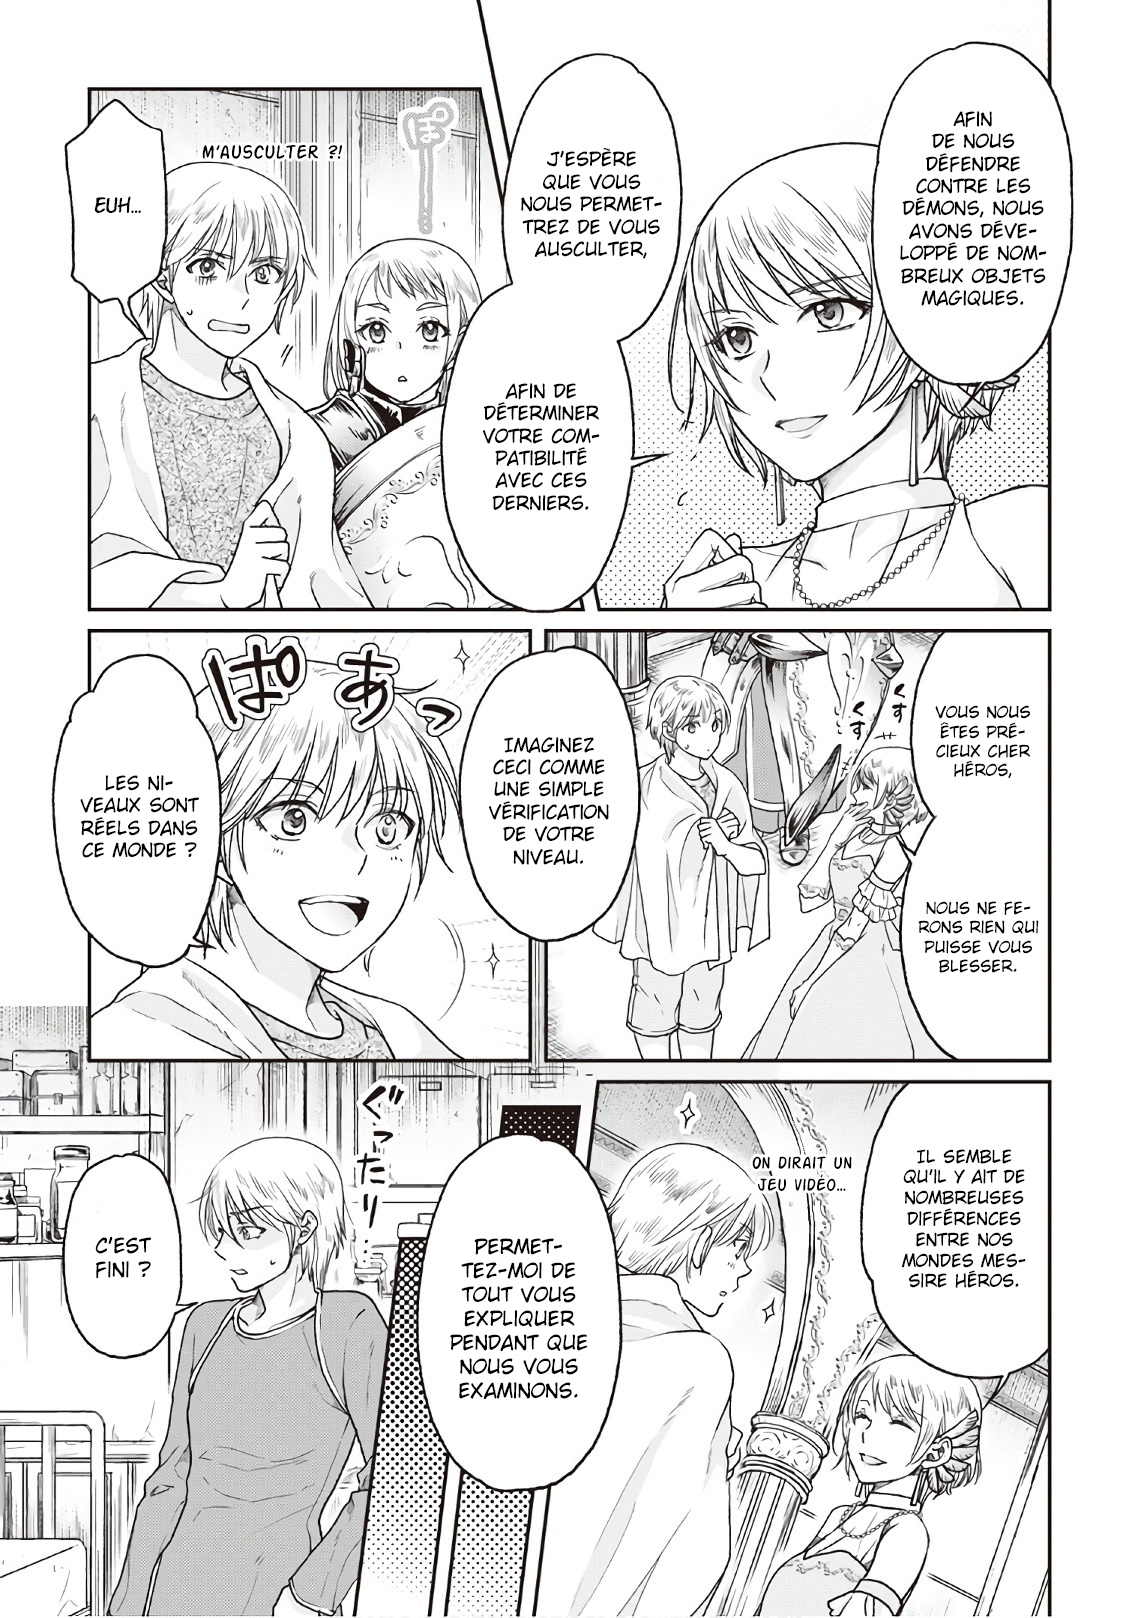 AFIN
DE NOUS
DÉFENDRE
CONTRE LES
DÉMONS, NOUS
AVONS DÉVE-
LOPPÉ DE NOM-
BREUX OBJETS
MAGIQUES.
J'ESPÈRE
QUE VOUS
NOUS PERMET-
TREZ DE VOUS
AUSCULTER,
AFIN DE
DÉTERMINER
VOTRE COM-
PATIBILITÉ
AVEC CES
DERNIERS.
ぽーっ
M'AUSCULTER ?!
EUH...
VOUS NOUS
ÊTES PRÉ-
CIEUX CHER
HÉROS,
くすくす
NOUS NE FE-
RONS RIEN QUI
PUISSE VOUS
BLESSER.
IMAGINEZ
CECI COMME
UNE SIMPLE
VÉRIFICATION
DE VOTRE
NIVEAU.
ぱあっ
LES NI-
VEAUX SONT
RÉELS DANS
CE MONDE ?
IL SEMBLE
QU'IL Y AIT DE
NOMBREUSES
DIFFÉRENCES
ENTRE NOS
MONDES MES-
SIRE HÉROS.
ON DIRAIT UN
JEU VIDÉO...
PERMET-
TEZ-MOI DE
TOUT VOUS
EXPLIQUER
PENDANT QUE
NOUS VOUS
EXAMINONS.
ぐったり…
C'EST
FINI ?